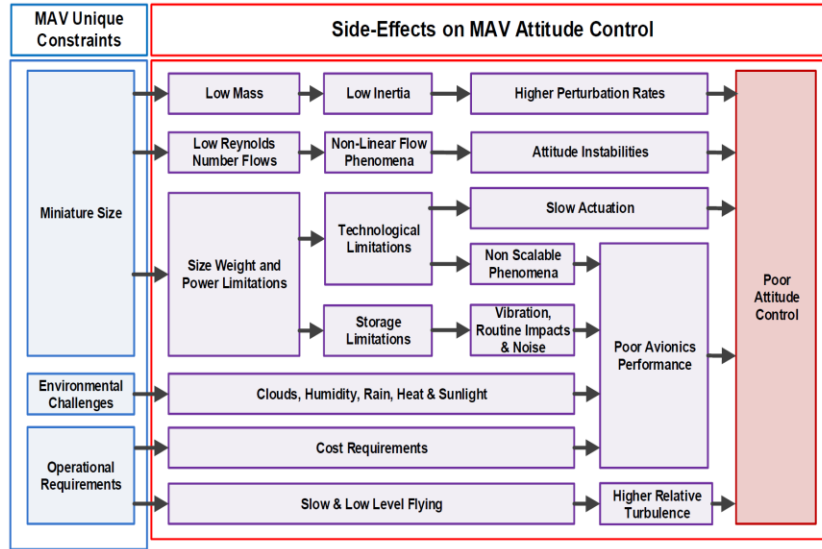 MAV Unique
Constraints
Side-Effects on MAV Attitude Control
Miniature Size
Low Mass
Low Inertia
Higher Perturbation Rates
Low Reynolds
Number Flows
Non-Linear Flow
Phenomena
Attitude Instabilities
Size Weight and
Power Limitations
Technological
Limitations
Slow Actuation
Non Scalable
Phenomena
Storage
Limitations
Vibration,
Routine Impacts
& Noise
Poor Avionics
Performance
Poor
Attitude
Control
Environmental
Challenges
Clouds, Humidity, Rain, Heat & Sunlight
Operational
Requirements
Cost Requirements
Slow & Low Level Flying
Higher Relative
Turbulence